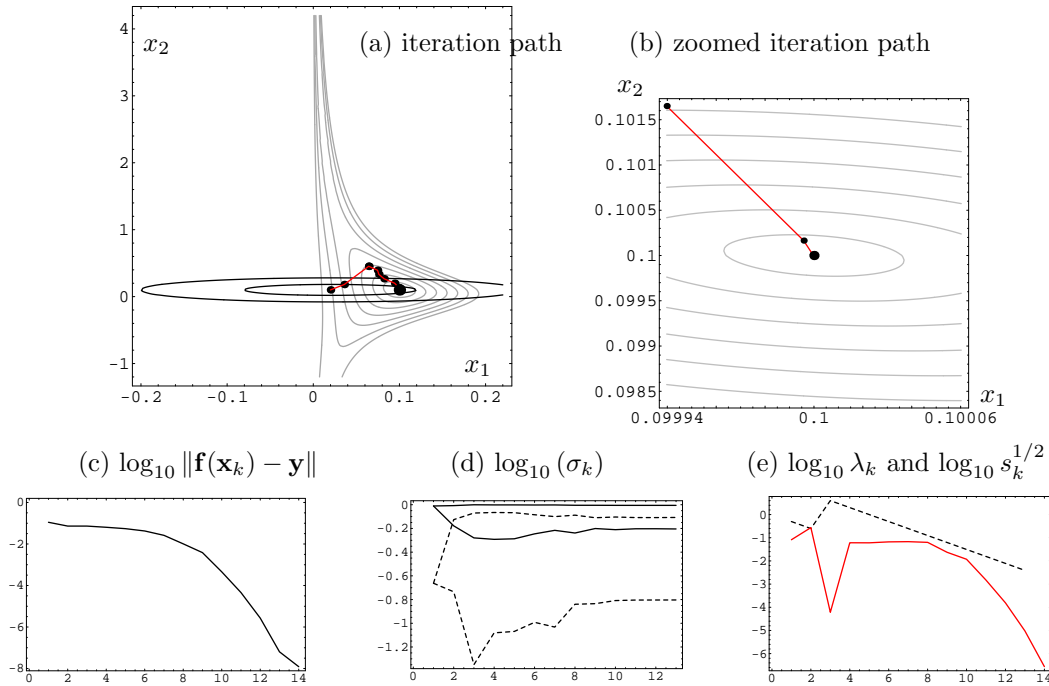 (a) iteration path
x₂
4
3
2
1
0
-1
-0.2 -0.1 0 0.1 0.2
x₁
(b) zoomed iteration path
x₂
0.1015
0.101
0.1005
0.1
0.0995
0.099
0.0985
0.09994 0.1 0.10006
x₁
(c) log₁₀ ‖f(xₖ) − y‖
0
-2
-4
-6
-8
0 2 4 6 8 10 12 14
(d) log₁₀ (σₖ)
0
-0.2
-0.4
-0.6
-0.8
-1
-1.2
0 2 4 6 8 10 12
(e) log₁₀ λₖ and log₁₀ sₖ^{1/2}
0
-1
-2
-3
-4
-5
-6
0 2 4 6 8 10 12 14